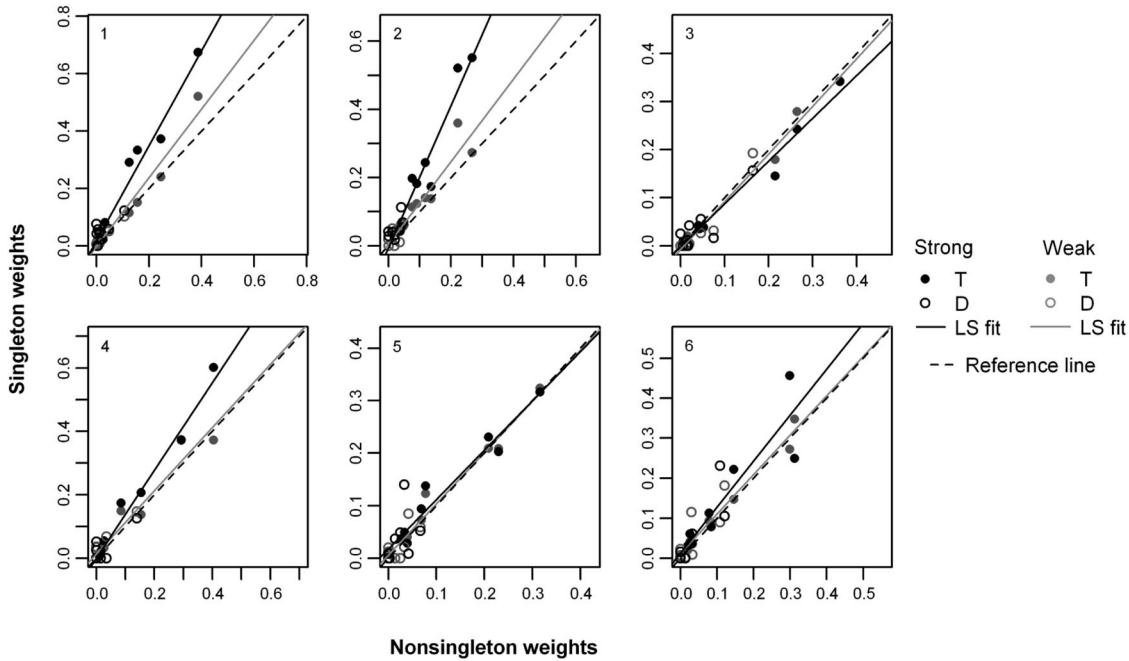 Singleton weights
1
0.0 0.2 0.4 0.6 0.8
0.0 0.2 0.4 0.6 0.8
2
0.0 0.2 0.4 0.6
0.0 0.2 0.4 0.6
3
0.0 0.1 0.2 0.3 0.4
0.0 0.1 0.2 0.3 0.4
4
0.0 0.2 0.4 0.6
0.0 0.2 0.4 0.6
5
0.0 0.1 0.2 0.3 0.4
0.0 0.1 0.2 0.3 0.4
6
0.0 0.1 0.2 0.3 0.4 0.5
0.0 0.1 0.2 0.3 0.4 0.5
Strong Weak
T T
D D
LS fit LS fit
Reference line
Nonsingleton weights